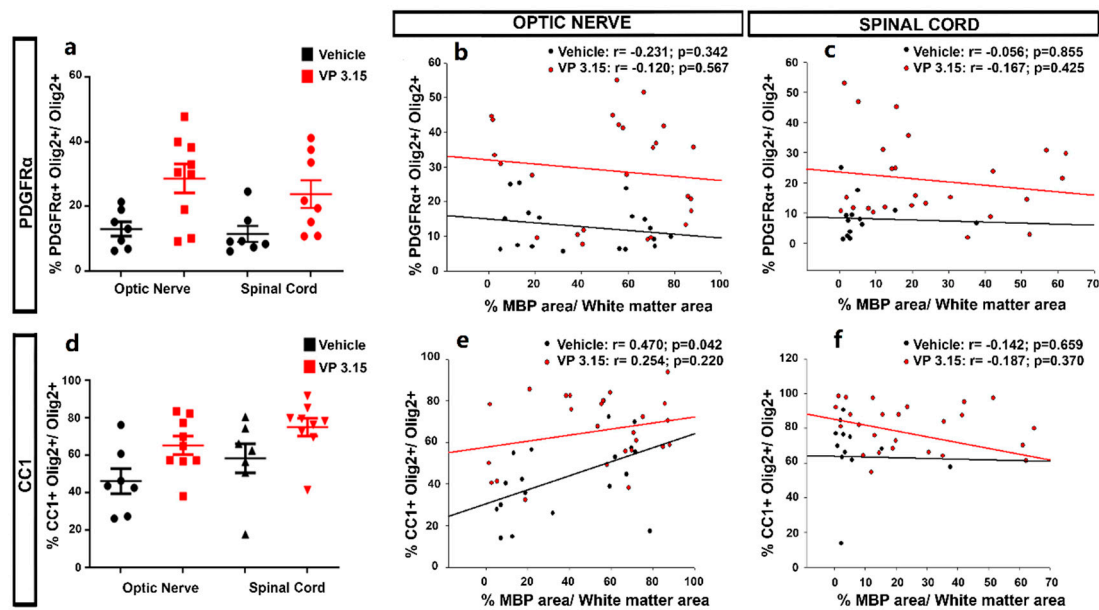 OPTIC NERVE
SPINAL CORD
PDGFRα
a
Vehicle
VP 3.15
% PDGFRα+ Olig2+/ Olig2+
60
40
20
0
Optic Nerve
Spinal Cord
b
Vehicle: r= -0.231; p=0.342
VP 3.15: r= -0.120; p=0.567
% PDGFRα+ Olig2+/ Olig2+
60
50
40
30
20
10
0
0
20
40
60
80
100
% MBP area/ White matter area
c
Vehicle: r= -0.056; p=0.855
VP 3.15: r= -0.167; p=0.425
% PDGFRα+ Olig2+/ Olig2+
60
50
40
30
20
10
0
0
10
20
30
40
50
60
70
% MBP area/ White matter area
CC1
d
Vehicle
VP 3.15
% CC1+ Olig2+/ Olig2+
100
80
60
40
20
0
Optic Nerve
Spinal Cord
e
Vehicle: r= 0.470; p=0.042
VP 3.15: r= 0.254; p=0.220
% CC1+ Olig2+/ Olig2+
100
80
60
40
20
0
0
20
40
60
80
100
% MBP area/ White matter area
f
Vehicle: r= -0.142; p=0.659
VP 3.15: r= -0.187; p=0.370
% CC1+ Olig2+/ Olig2+
120
100
80
60
40
20
0
0
10
20
30
40
50
60
70
% MBP area/ White matter area